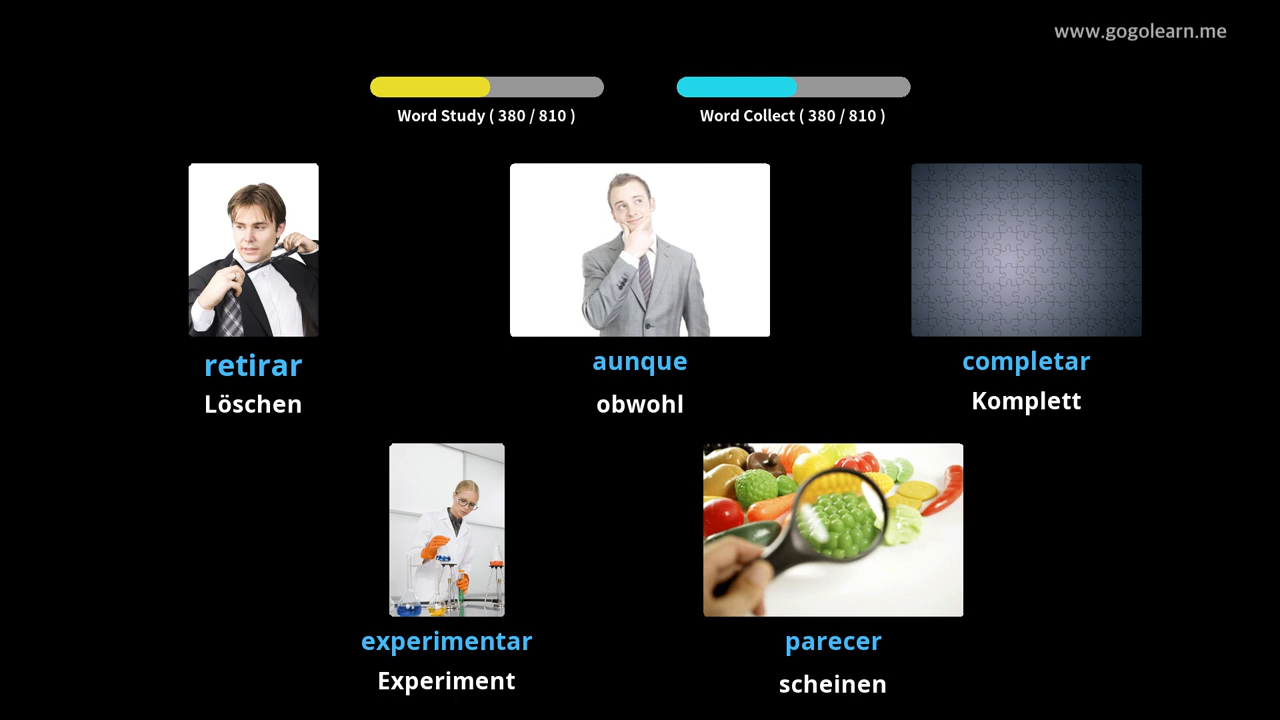 www.gogolearn.me
Word Study ( 380 / 810 )
Word Collect ( 380 / 810 )
retirar
Löschen
aunque
obwohl
completar
Komplett
experimentar
Experiment
parecer
scheinen